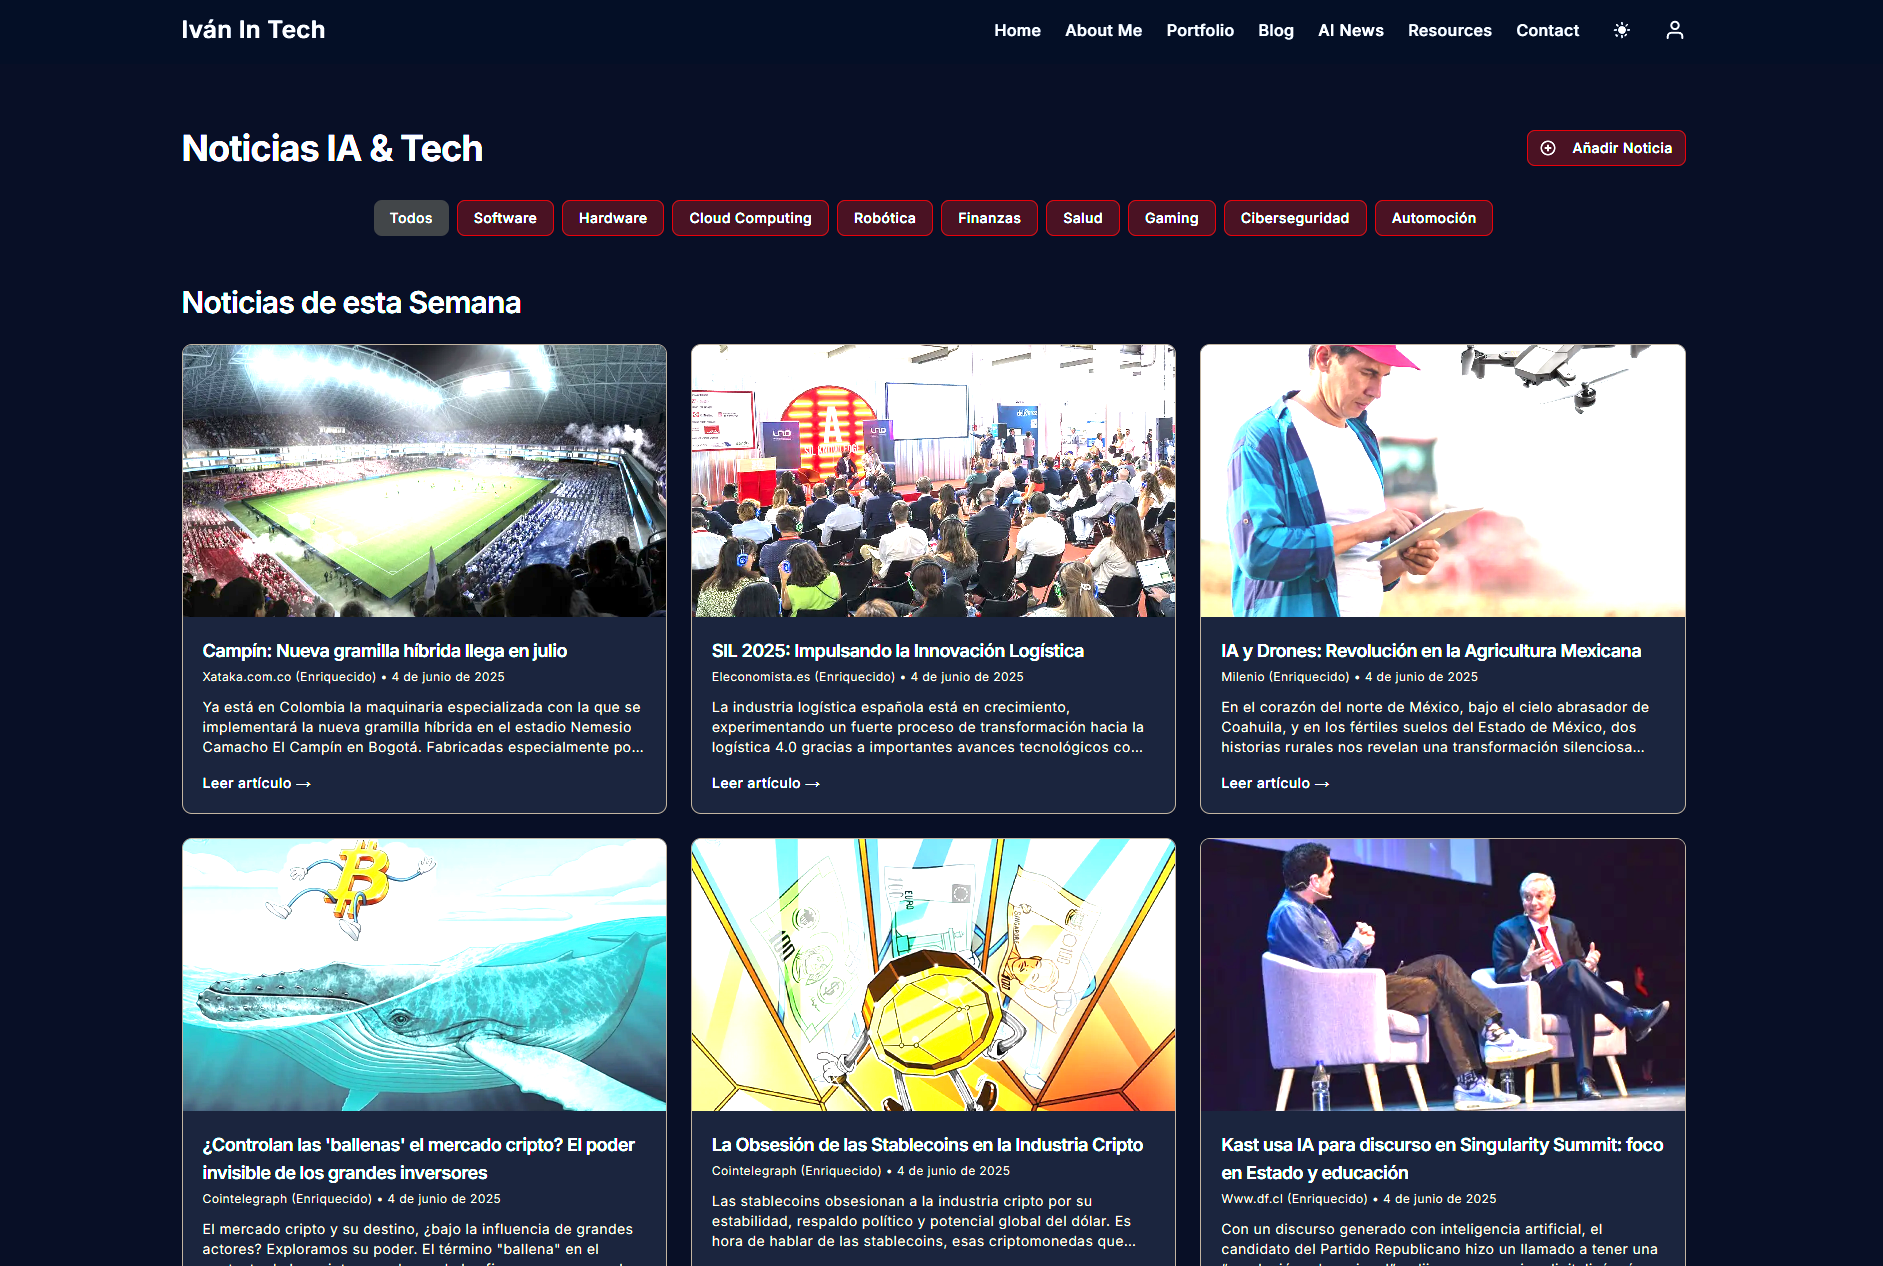 Iván In Tech
Home About Me Portfolio Blog AI News Resources Contact
Noticias IA & Tech
Añadir Noticia
Todos Software Hardware Cloud Computing Robótica Finanzas Salud Gaming Ciberseguridad Automoción
Noticias de esta Semana
Campín: Nueva gramilla híbrida llega en julio
Xataka.com.co (Enriquecido) • 4 de junio de 2025
Ya está en Colombia la maquinaria especializada con la que se
implementará la nueva gramilla híbrida en el estadio Nemesio
Camacho El Campín en Bogotá. Fabricadas especialmente po...
Leer artículo →
SIL 2025: Impulsando la Innovación Logística
Eleconomista.es (Enriquecido) • 4 de junio de 2025
La industria logística española está en crecimiento,
experimentando un fuerte proceso de transformación hacia la
logística 4.0 gracias a importantes avances tecnológicos co...
Leer artículo →
IA y Drones: Revolución en la Agricultura Mexicana
Milenio (Enriquecido) • 4 de junio de 2025
En el corazón del norte de México, bajo el cielo abrasador de
Coahuila, y en los fértiles suelos del Estado de México, dos
historias rurales nos revelan una transformación silenciosa...
Leer artículo →
¿Controlan las 'ballenas' el mercado cripto? El poder
invisible de los grandes inversores
Cointelegraph (Enriquecido) • 4 de junio de 2025
El mercado cripto y su destino, ¿bajo la influencia de grandes
actores? Exploramos su poder. El término "ballena" en el
EURO
SINGAPORE
100
La Obsesión de las Stablecoins en la Industria Cripto
Cointelegraph (Enriquecido) • 4 de junio de 2025
Las stablecoins obsesionan a la industria cripto por su
estabilidad, respaldo político y potencial global del dólar. Es
hora de hablar de las stablecoins, esas criptomonedas que...
Kast usa IA para discurso en Singularity Summit: foco
en Estado y educación
Www.df.cl (Enriquecido) • 4 de junio de 2025
Con un discurso generado con inteligencia artificial, el
candidato del Partido Republicano hizo un llamado a tener una